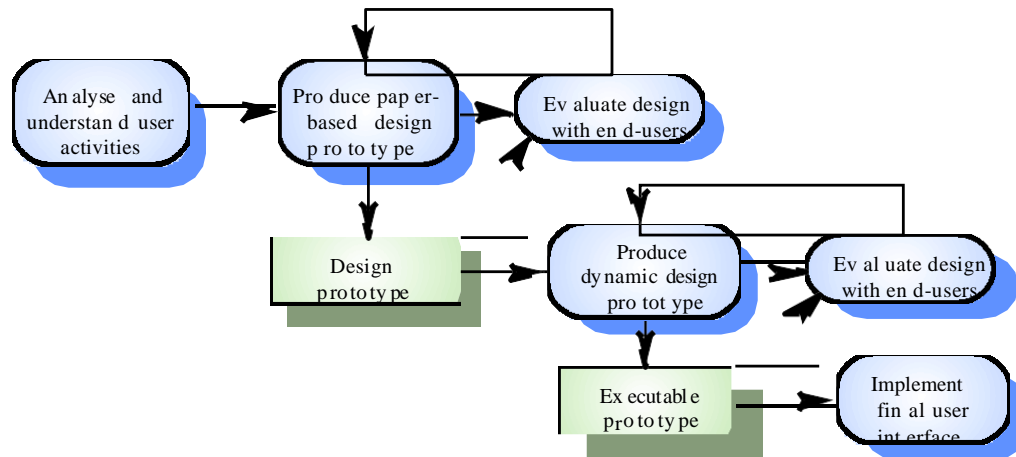 Analyse and
understand user
activities
Produce paper-
based design
prototype
Evaluate design
with end-users
Design
prototype
Produce
dynamic design
prototype
Evaluate design
with end-users
Executable
prototype
Implement
final user
interface